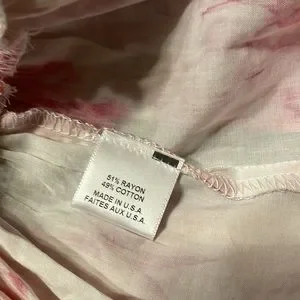 51% RAYON
49% COTTON
MADE IN U.S.A
FAITES AUX U.S.A